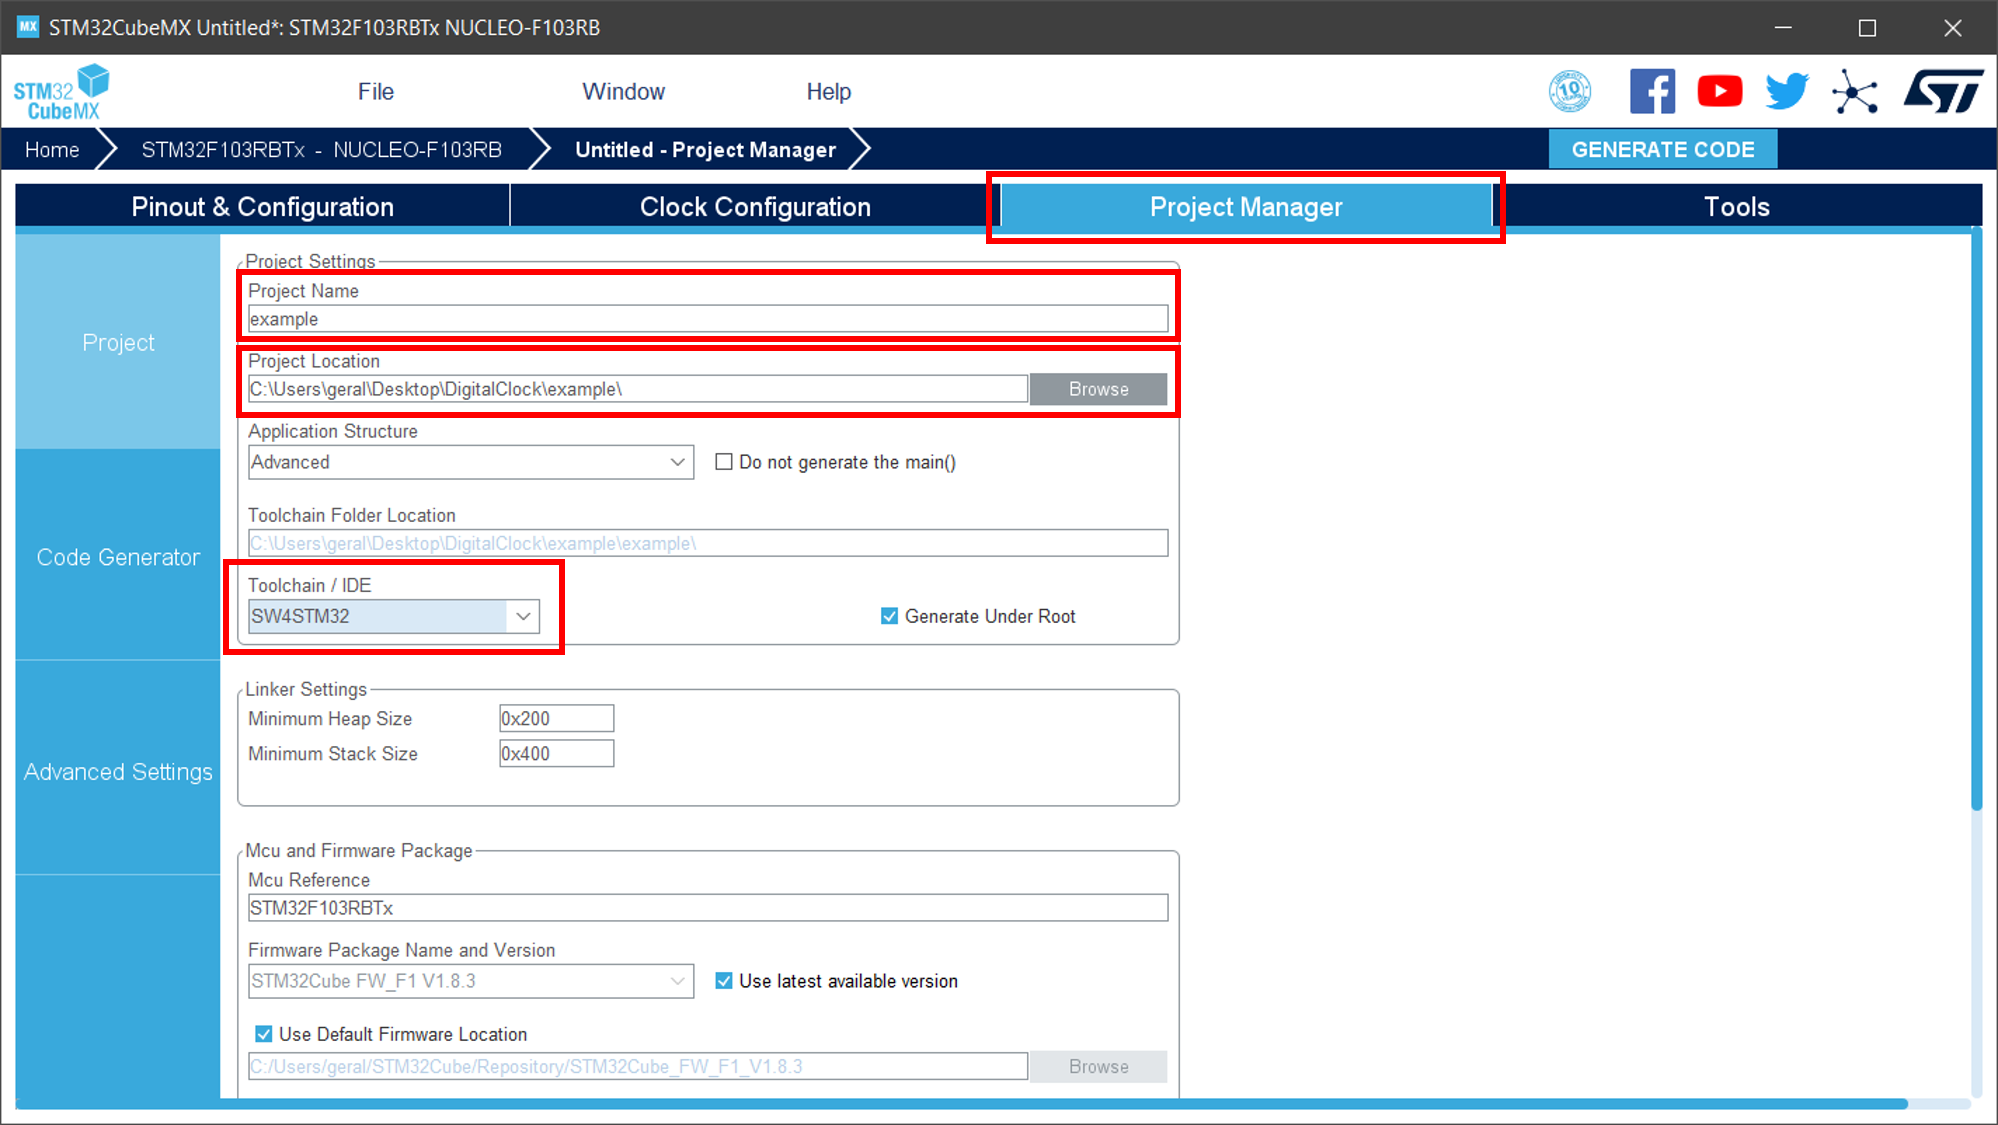 MX STM32CubeMX Untitled*: STM32F103RBTx NUCLEO-F103RB
STM32
CubeMX
File Window Help
10
ST
Home STM32F103RBTx - NUCLEO-F103RB Untitled - Project Manager GENERATE CODE
Pinout & Configuration Clock Configuration Project Manager Tools
Project
Code Generator
Advanced Settings
Project Settings
Project Name
example
Project Location
C:\Users\geral\Desktop\DigitalClock\example\ Browse
Application Structure
Advanced Do not generate the main()
Toolchain Folder Location
C:\Users\geral\Desktop\DigitalClock\example\example\
Toolchain / IDE
SW4STM32 Generate Under Root
Linker Settings
Minimum Heap Size 0x200
Minimum Stack Size 0x400
Mcu and Firmware Package
Mcu Reference
STM32F103RBTx
Firmware Package Name and Version
STM32Cube FW_F1 V1.8.3 Use latest available version
Use Default Firmware Location
C:/Users/geral/STM32Cube/Repository/STM32Cube_FW_F1_V1.8.3 Browse